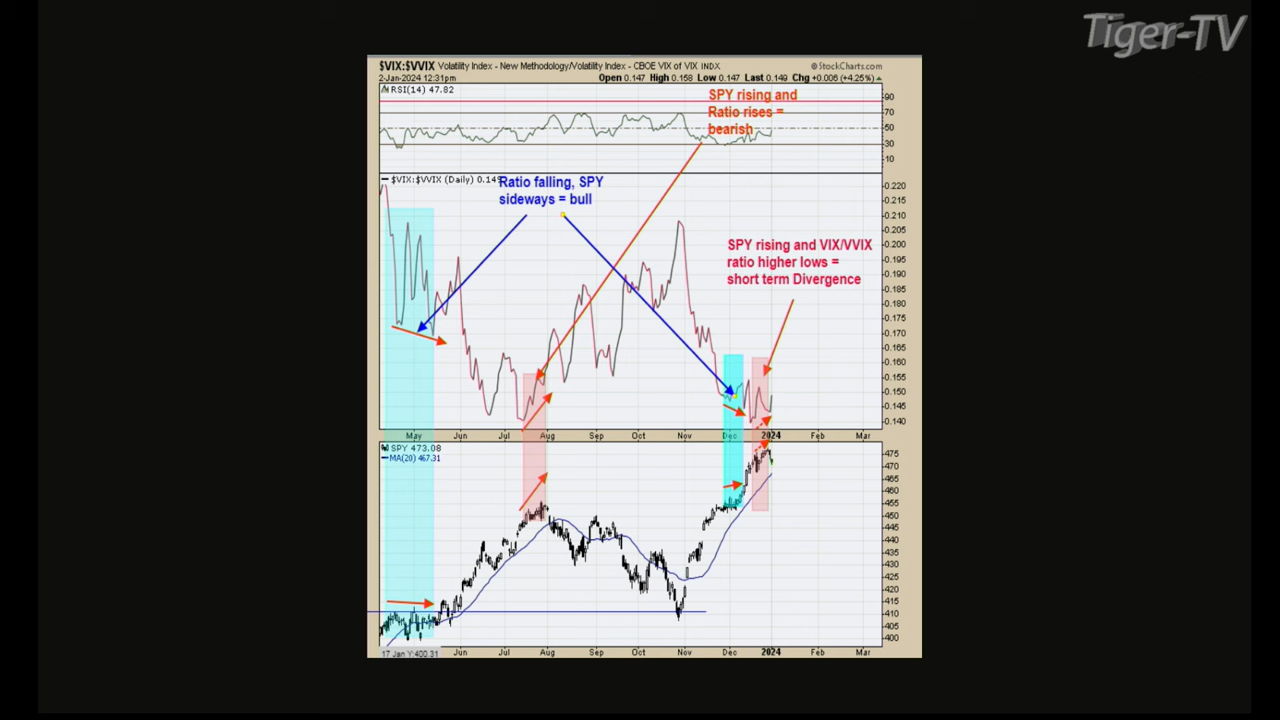 Tiger-TV
$VIX:$VVIX Volatility Index - New Methodology/Volatility Index - CBOE VIX of VIX INDX
© StockCharts.com
2-Jan-2024 12:31pm
Open 0.147 High 0.158 Low 0.147 Last 0.149 Chg +0.006 (+4.25%)
RSI(14) 47.82
SPY rising and
Ratio rises =
bearish
90
70
50
30
10
$VIX:$VVIX (Daily) 0.149
Ratio falling, SPY
sideways = bull
SPY rising and VIX/VVIX
ratio higher lows =
short term Divergence
0.220
0.215
0.210
0.205
0.200
0.195
0.190
0.185
0.180
0.175
0.170
0.165
0.160
0.155
0.150
0.145
0.140
May Jun Jul Aug Sep Oct Nov Dec 2024 Feb Mar
SPY 473.08
MA(20) 467.31
475
470
465
460
455
450
445
440
435
430
425
420
415
410
405
400
17 Jan Y:400.31 Jun Jul Aug Sep Oct Nov Dec 2024 Feb Mar